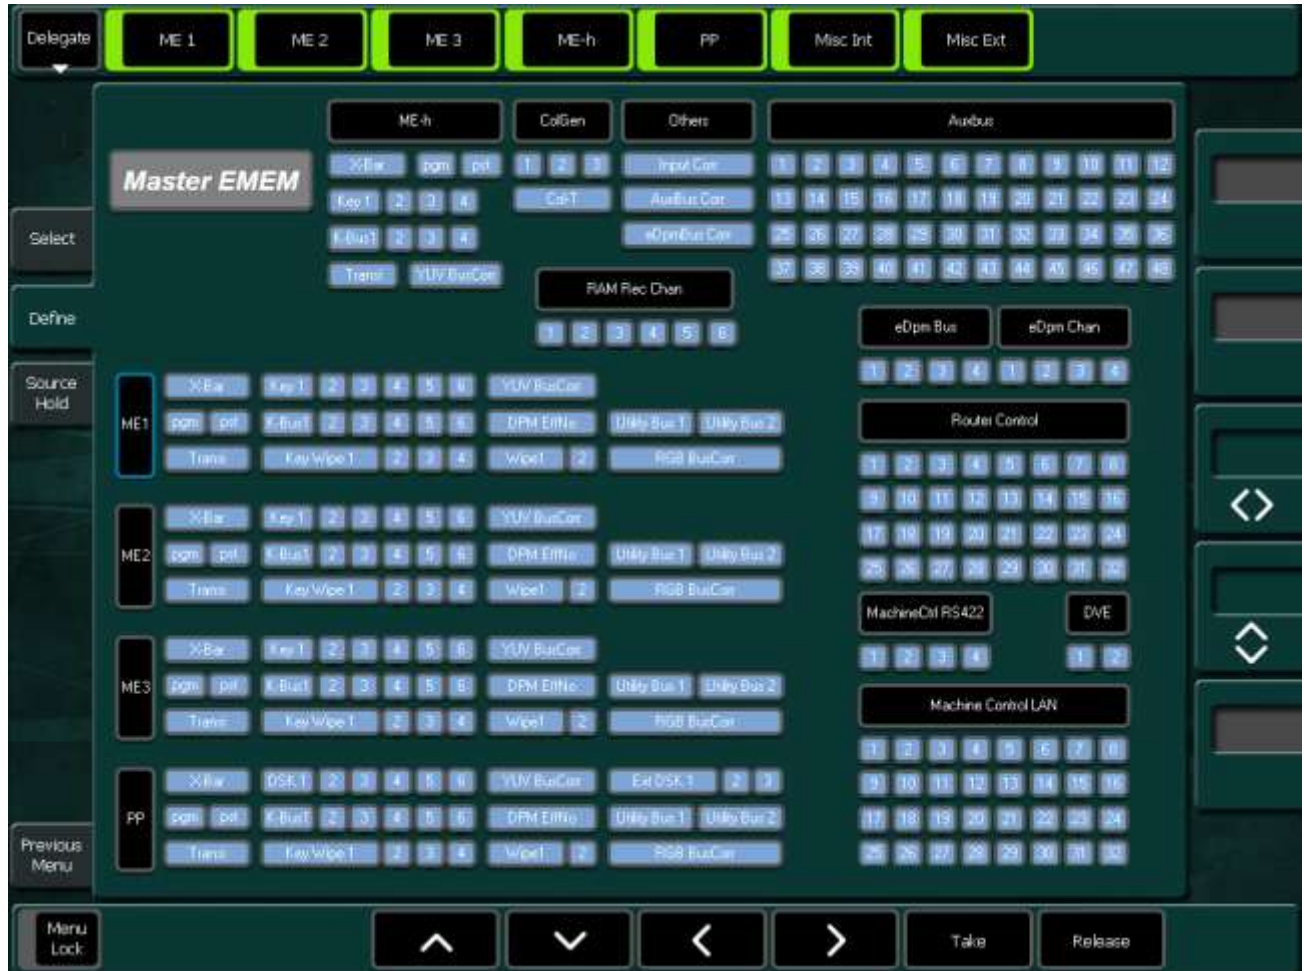 Delegate ME 1 ME 2 ME 3 ME-h PP Misc Int Misc Ext
ME-h ColGen Others Auxbus
Master EMEM
X-Bar pgm pst 1 2 3 Input Corr 1 2 3 4 5 6 7 8 9 10 11 12
Key 1 2 3 4 Col-T AuxBus Corr 13 14 15 16 17 18 19 20 21 22 23 24
Select
K-Bus1 2 3 4 eDpmBus Corr 25 26 27 28 29 30 31 32 33 34 35 36
Trans YUV BusCorr 37 38 39 40 41 42 43 44 45 46 47 48
RAM Rec Chan
Define
1 2 3 4 5 6
eDpm Bus eDpm Chan
1 2 3 4 1 2 3 4
Source
Hold
ME1
X-Bar Key 1 2 3 4 5 6 YUV BusCorr
pgm pst K-Bus1 2 3 4 5 6 DPM EffNo Utility Bus 1 Utility Bus 2
Trans Key Wipe 1 2 3 4 Wipe1 2 RGB BusCorr
Router Control
1 2 3 4 5 6 7 8
9 10 11 12 13 14 15 16
17 18 19 20 21 22 23 24
25 26 27 28 29 30 31 32
ME2
X-Bar Key 1 2 3 4 5 6 YUV BusCorr
pgm pst K-Bus1 2 3 4 5 6 DPM EffNo Utility Bus 1 Utility Bus 2
Trans Key Wipe 1 2 3 4 Wipe1 2 RGB BusCorr
MachineCtrl RS422 DVE
1 2 3 4 1 2
ME3
X-Bar Key 1 2 3 4 5 6 YUV BusCorr
pgm pst K-Bus1 2 3 4 5 6 DPM EffNo Utility Bus 1 Utility Bus 2
Trans Key Wipe 1 2 3 4 Wipe1 2 RGB BusCorr
Machine Control LAN
1 2 3 4 5 6 7 8
9 10 11 12 13 14 15 16
17 18 19 20 21 22 23 24
25 26 27 28 29 30 31 32
PP
X-Bar DSK 1 2 3 4 5 6 YUV BusCorr Ext DSK 1 2 3
pgm pst K-Bus1 2 3 4 5 6 DPM EffNo Utility Bus 1 Utility Bus 2
Trans Key Wipe 1 2 3 4 Wipe1 2 RGB BusCorr
Previous
Menu
Menu
Lock
Take Release